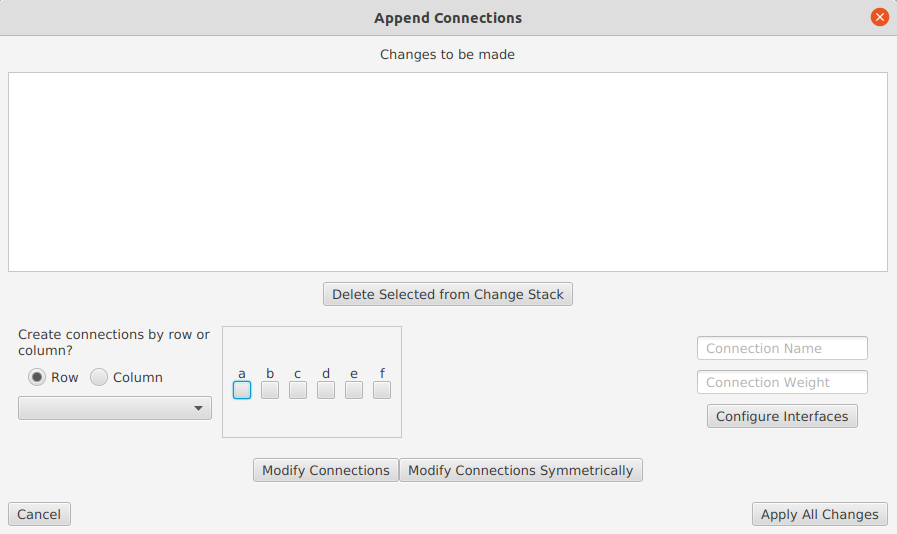 Append Connections
Changes to be made
Delete Selected from Change Stack
Create connections by row or
column?
Row Column
a b c d e f
Connection Name
Connection Weight
Configure Interfaces
Modify Connections Modify Connections Symmetrically
Cancel Apply All Changes